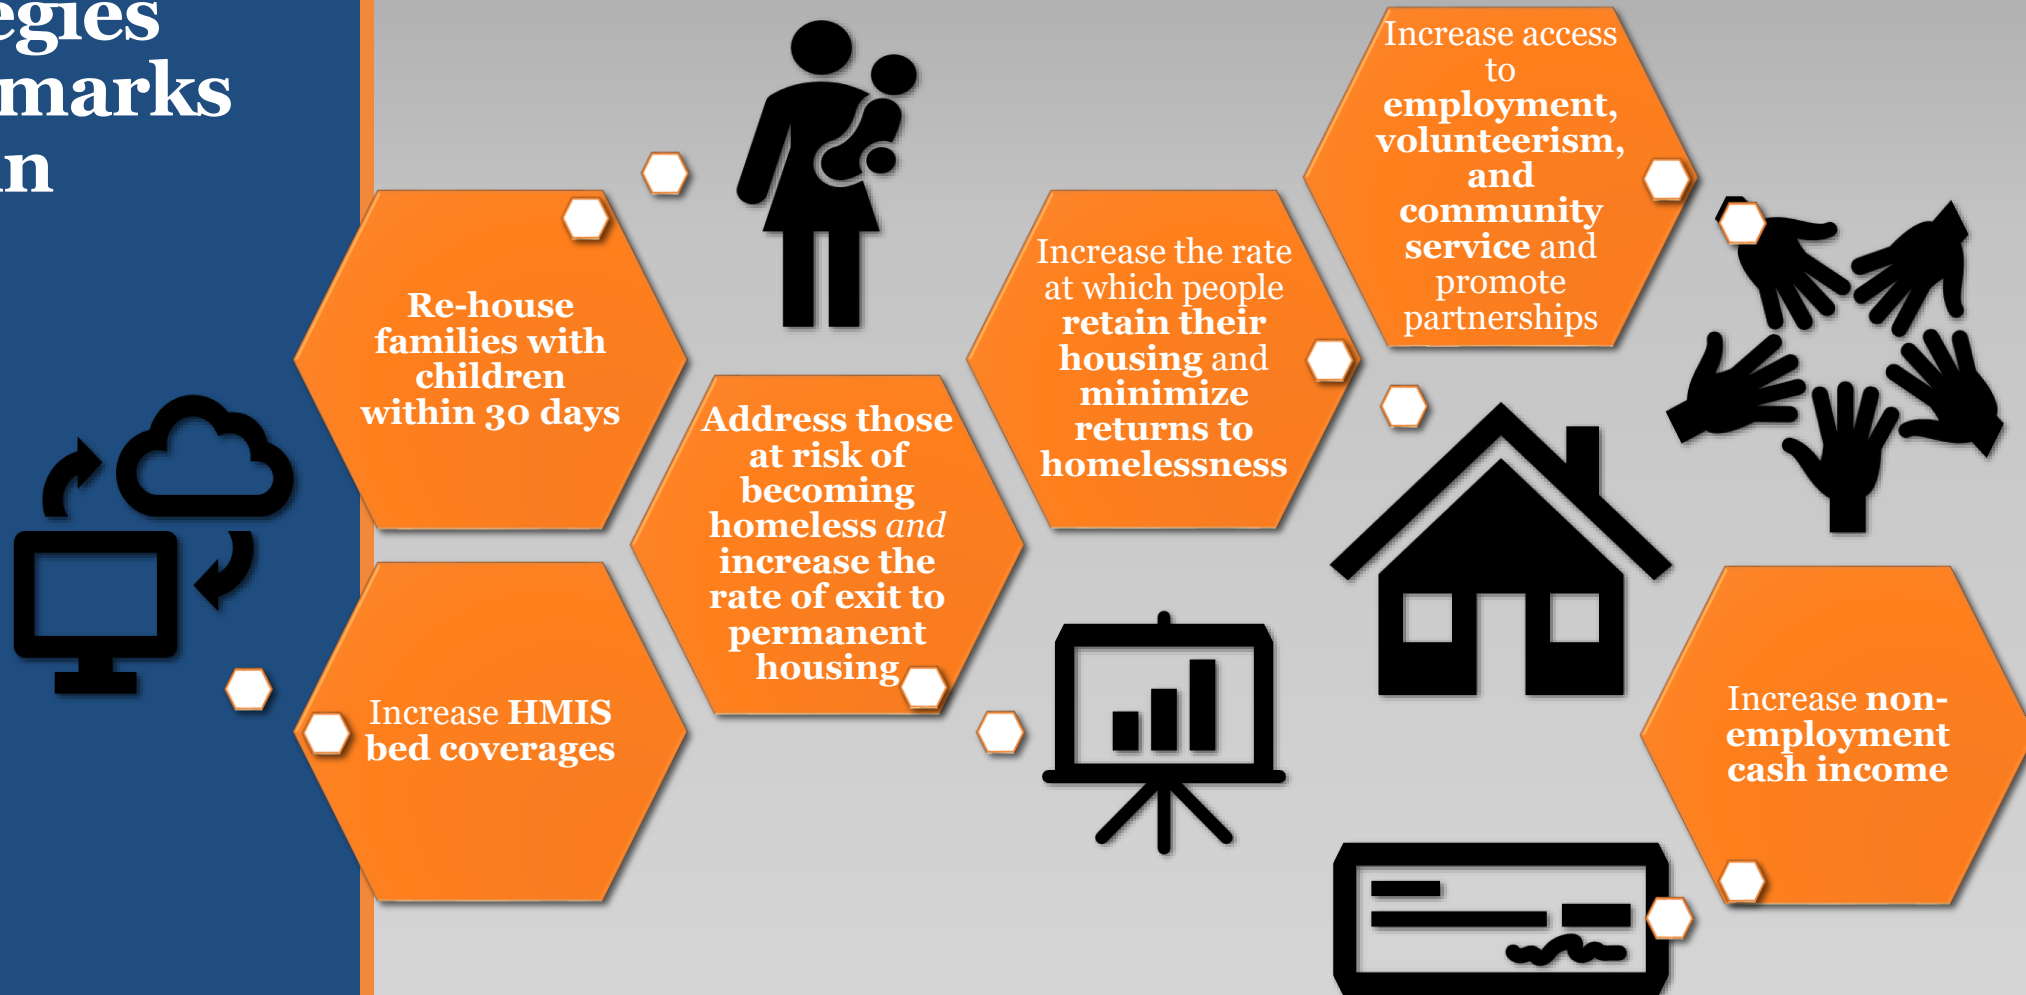 egies
marks
Re-house
families with
children
within 30 days
Increase HMIS
bed coverages
Address those
at risk of
becoming
homeless and
increase the
rate of exit to
permanent
housing
Increase the rate
at which people
retain their
housing and
minimize
returns to
homelessness
Increase access
to
employment,
volunteerism,
and
community
service and
promote
partnerships
Increase non-
employment
cash income